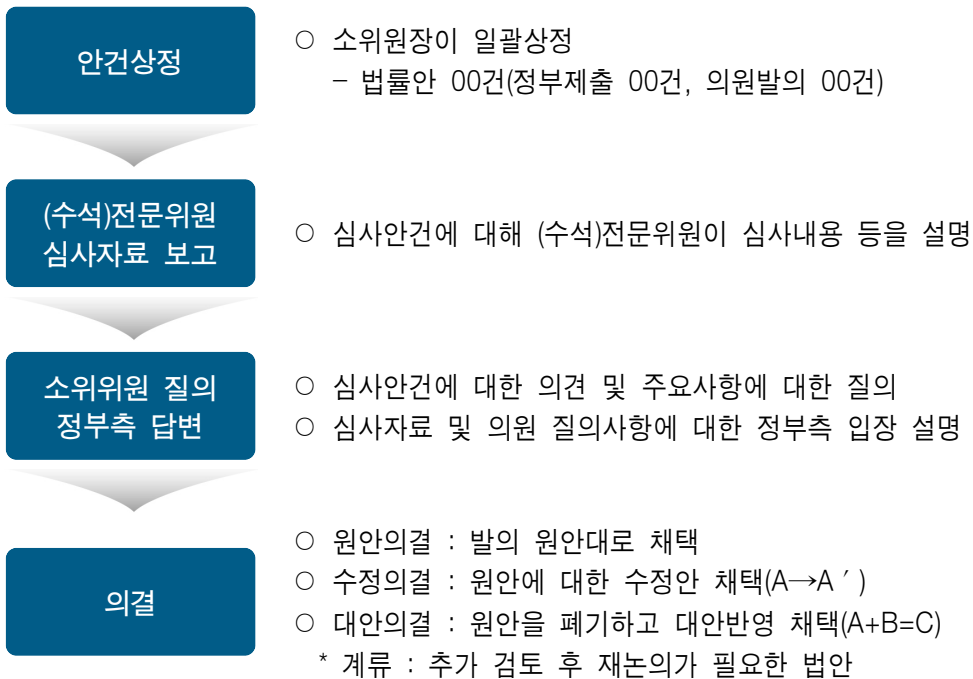 안건상정
○ 소위원장이 일괄상정
- 법률안 00건(정부제출 00건, 의원발의 00건)
(수석)전문위원
심사자료 보고
○ 심사안건에 대해 (수석)전문위원이 심사내용 등을 설명
소위위원 질의
정부측 답변
○ 심사안건에 대한 의견 및 주요사항에 대한 질의
○ 심사자료 및 의원 질의사항에 대한 정부측 입장 설명
의결
○ 원안의결 : 발의 원안대로 채택
○ 수정의결 : 원안에 대한 수정안 채택(A→A′)
○ 대안의결 : 원안을 폐기하고 대안반영 채택(A+B=C)
* 계류 : 추가 검토 후 재논의가 필요한 법안